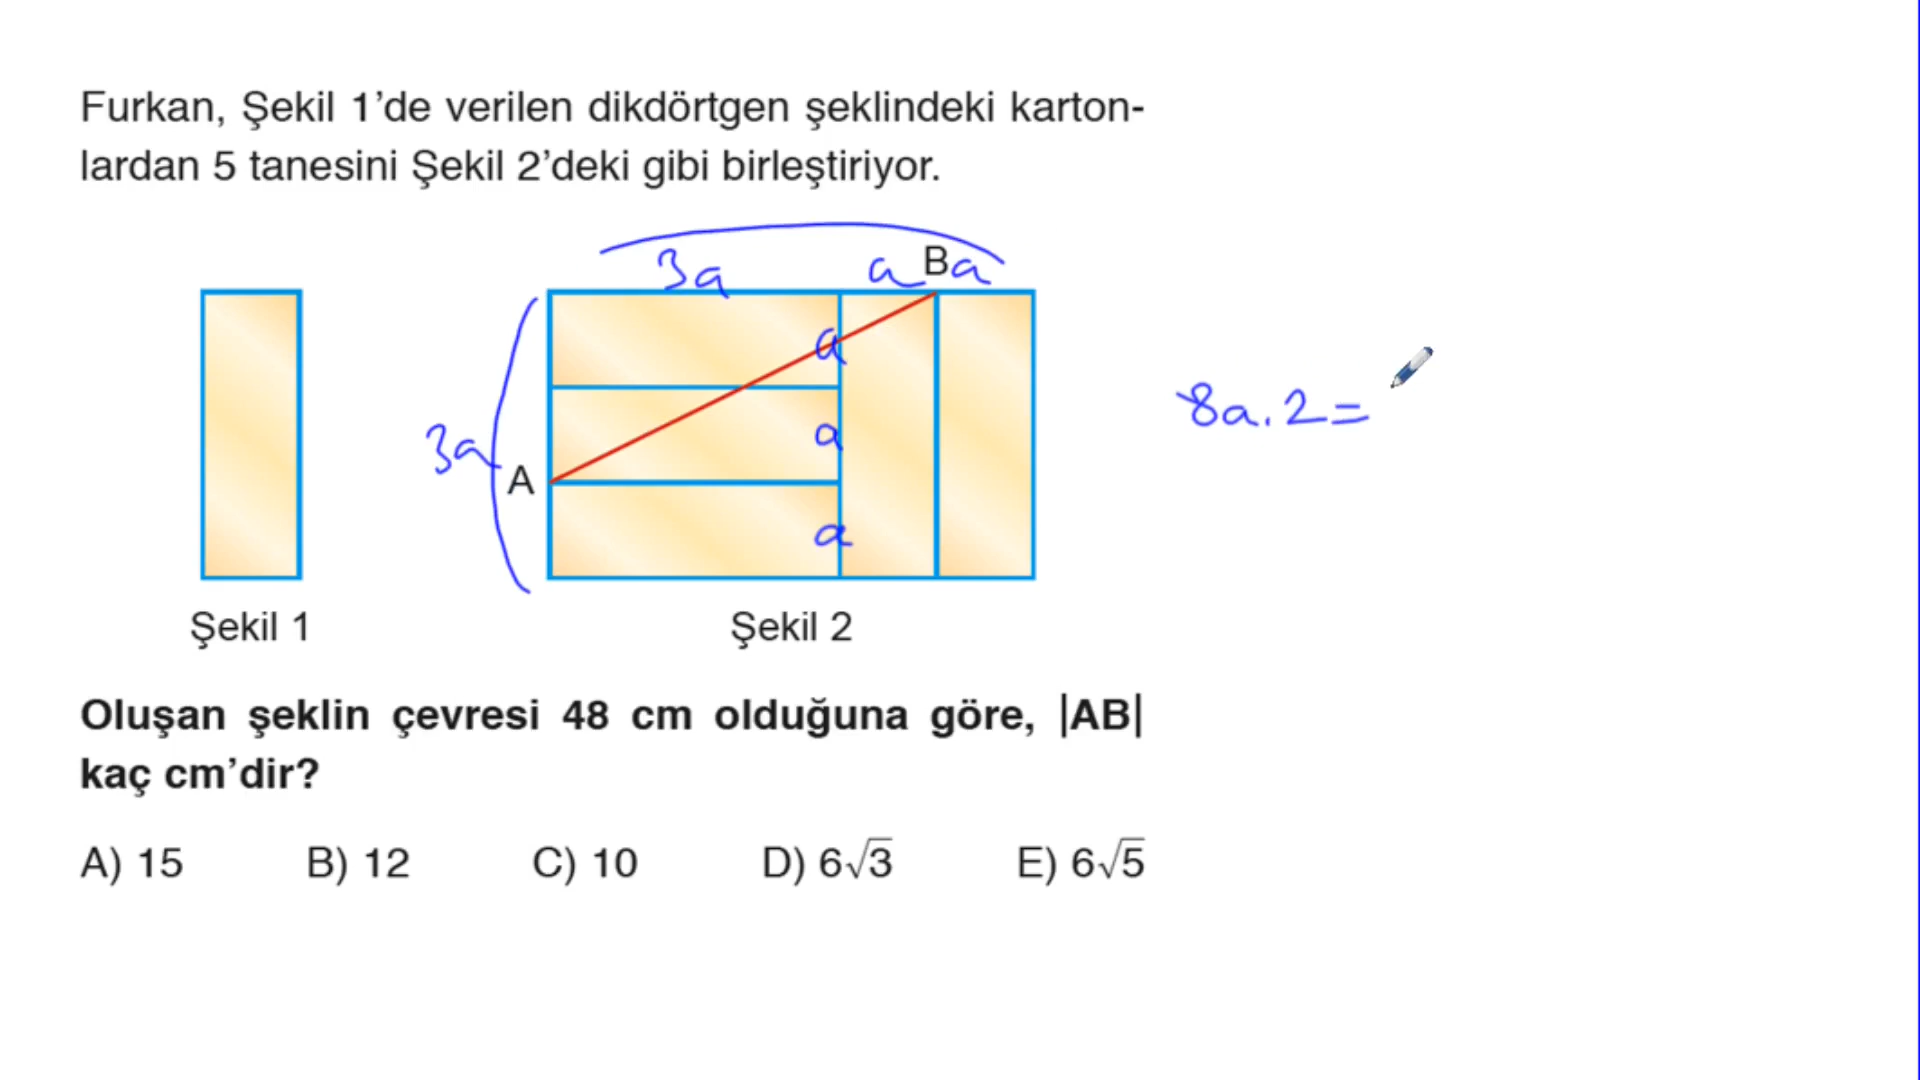 Furkan, Şekil 1’de verilen dikdörtgen şeklindeki karton-
lardan 5 tanesini Şekil 2’deki gibi birleştiriyor.
3a a B a
a
8a.2=
3a a
A
a
Şekil 1 Şekil 2
Oluşan şeklin çevresi 48 cm olduğuna göre, |AB|
kaç cm’dir?
A) 15 B) 12 C) 10 D) 6√3 E) 6√5